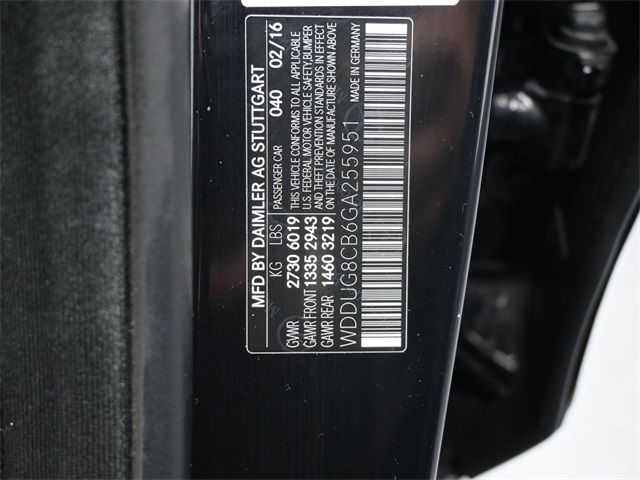 MFD BY DAIMLER AG STUTTGART
PASSENGER CAR 040 02/16
KG LBS
GVWR 2730 6019
GAWR FRONT 1335 2943
GAWR REAR 1460 3219
THIS VEHICLE CONFORMS TO ALL APPLICABLE
U.S. FEDERAL MOTOR VEHICLE SAFETY, BUMPER
AND THEFT PREVENTION STANDARDS IN EFFECT
ON THE DATE OF MANUFACTURE SHOWN ABOVE
WDDUG8CB6GA255951
MADE IN GERMANY